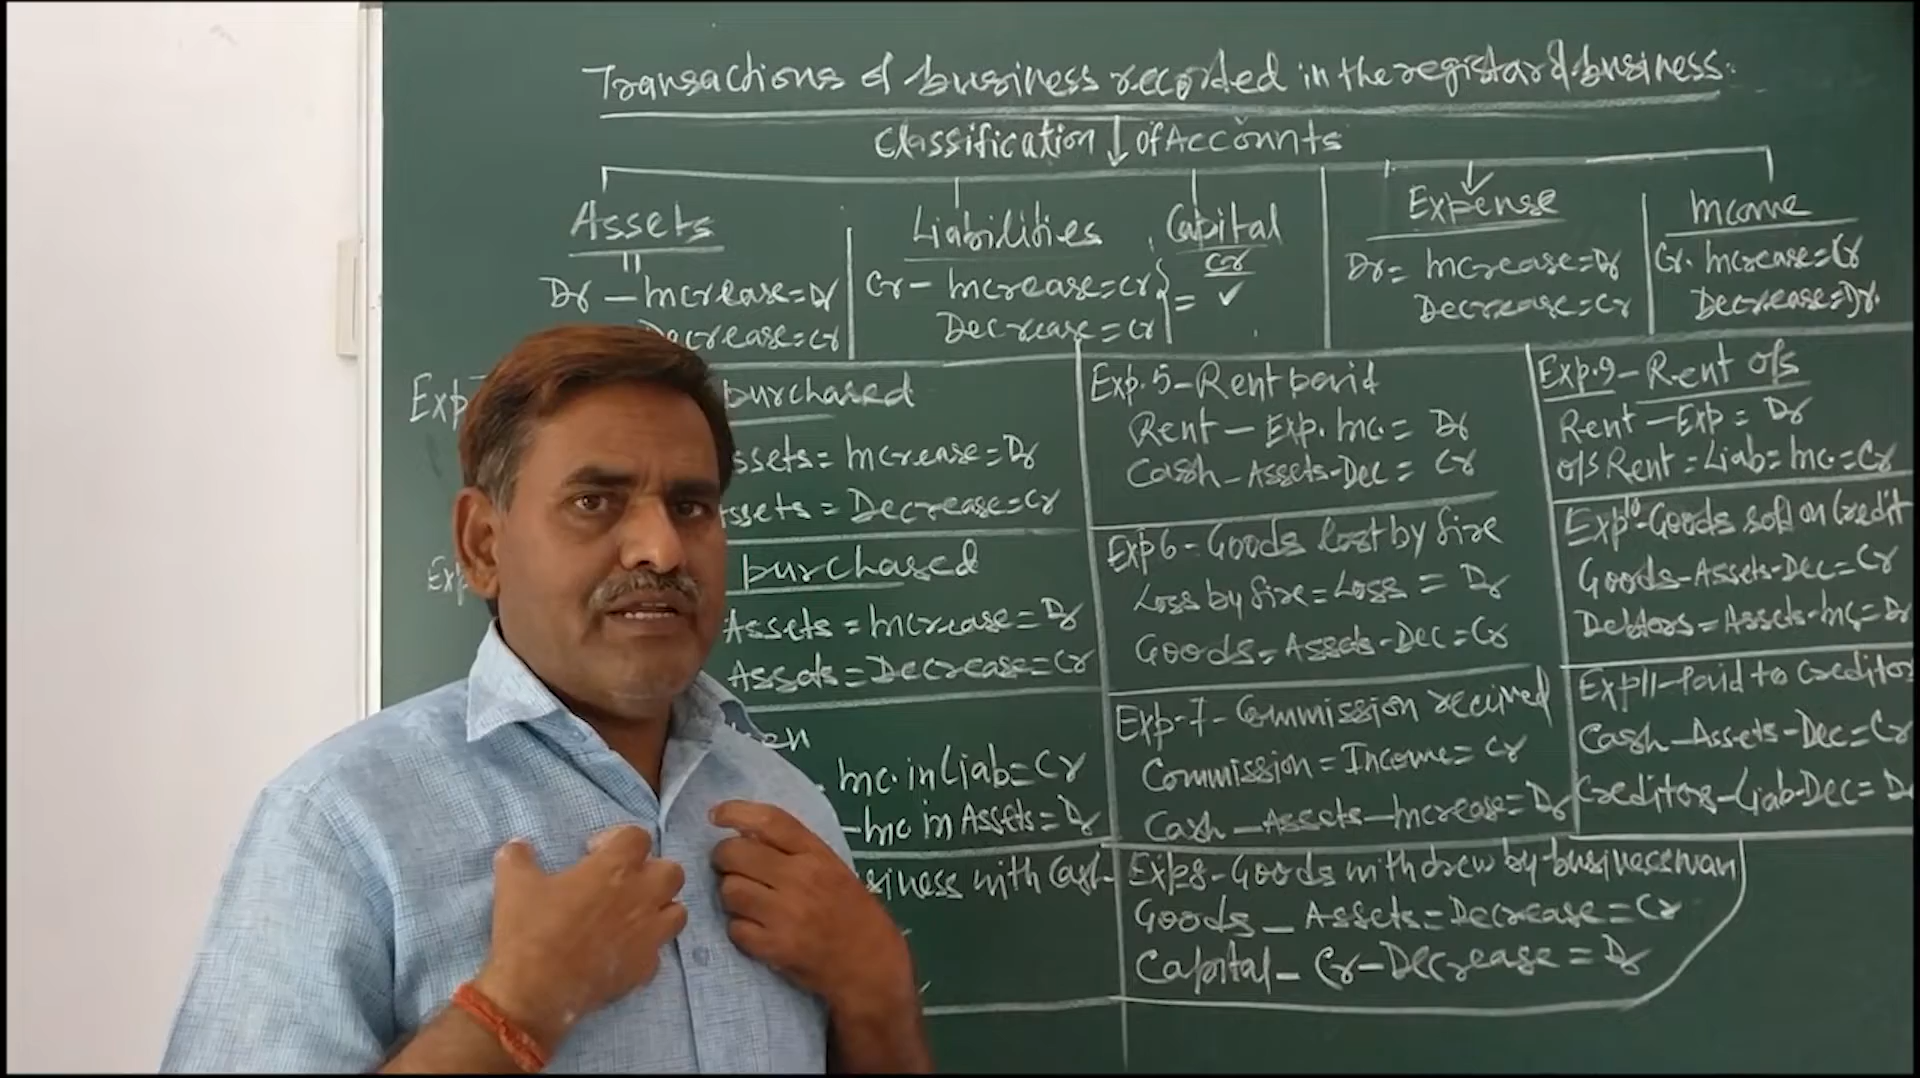 Transactions of business recorded in the registar of business.
Classification of Accounts
Assets
Dr - Increase = Dr
Decrease = Cr
Liabilities
Cr - Increase = Cr
Decrease = Cr
=
Capital
Cr
✓
Expense
Dr = Increase = Dr
Decrease = Cr
Income
Cr. Increase = Cr
Decrease = Dr.
Exp purchased
ssets = Increase = Dr
ssets = Decrease = Cr
Exp purchased
Assets = Increase = Dr
Assets = Decrease = Cr
en
Inc. in Liab = Cr
- Inc in Assets = Dr
siness with Cash -
Exp. 5 - Rent paid
Rent - Exp. Inc. = Dr
Cash - Assets - Dec = Cr
Exp 6 - Goods lost by fire
Loss by fire = Loss = Dr
Goods = Assets - Dec = Cr
Exp - 7 - Commission recived
Commission = Income = Cr
Cash - Assets - Increase = Dr
Exp 8 - Goods withdrew by businessman
Goods - Assets = Decrease = Cr
Capital - Cr - Decrease = Dr
Exp. 9 - Rent o/s
Rent - Exp = Dr
o/s Rent = Liab = Inc. = Cr
Exp 10 - Goods sold on Credit
Goods - Assets - Dec = Cr
Debtors = Assets - Inc = Dr
Exp 11 - Paid to Creditors
Cash - Assets - Dec = Cr
Creditors - Liab - Dec = Dr